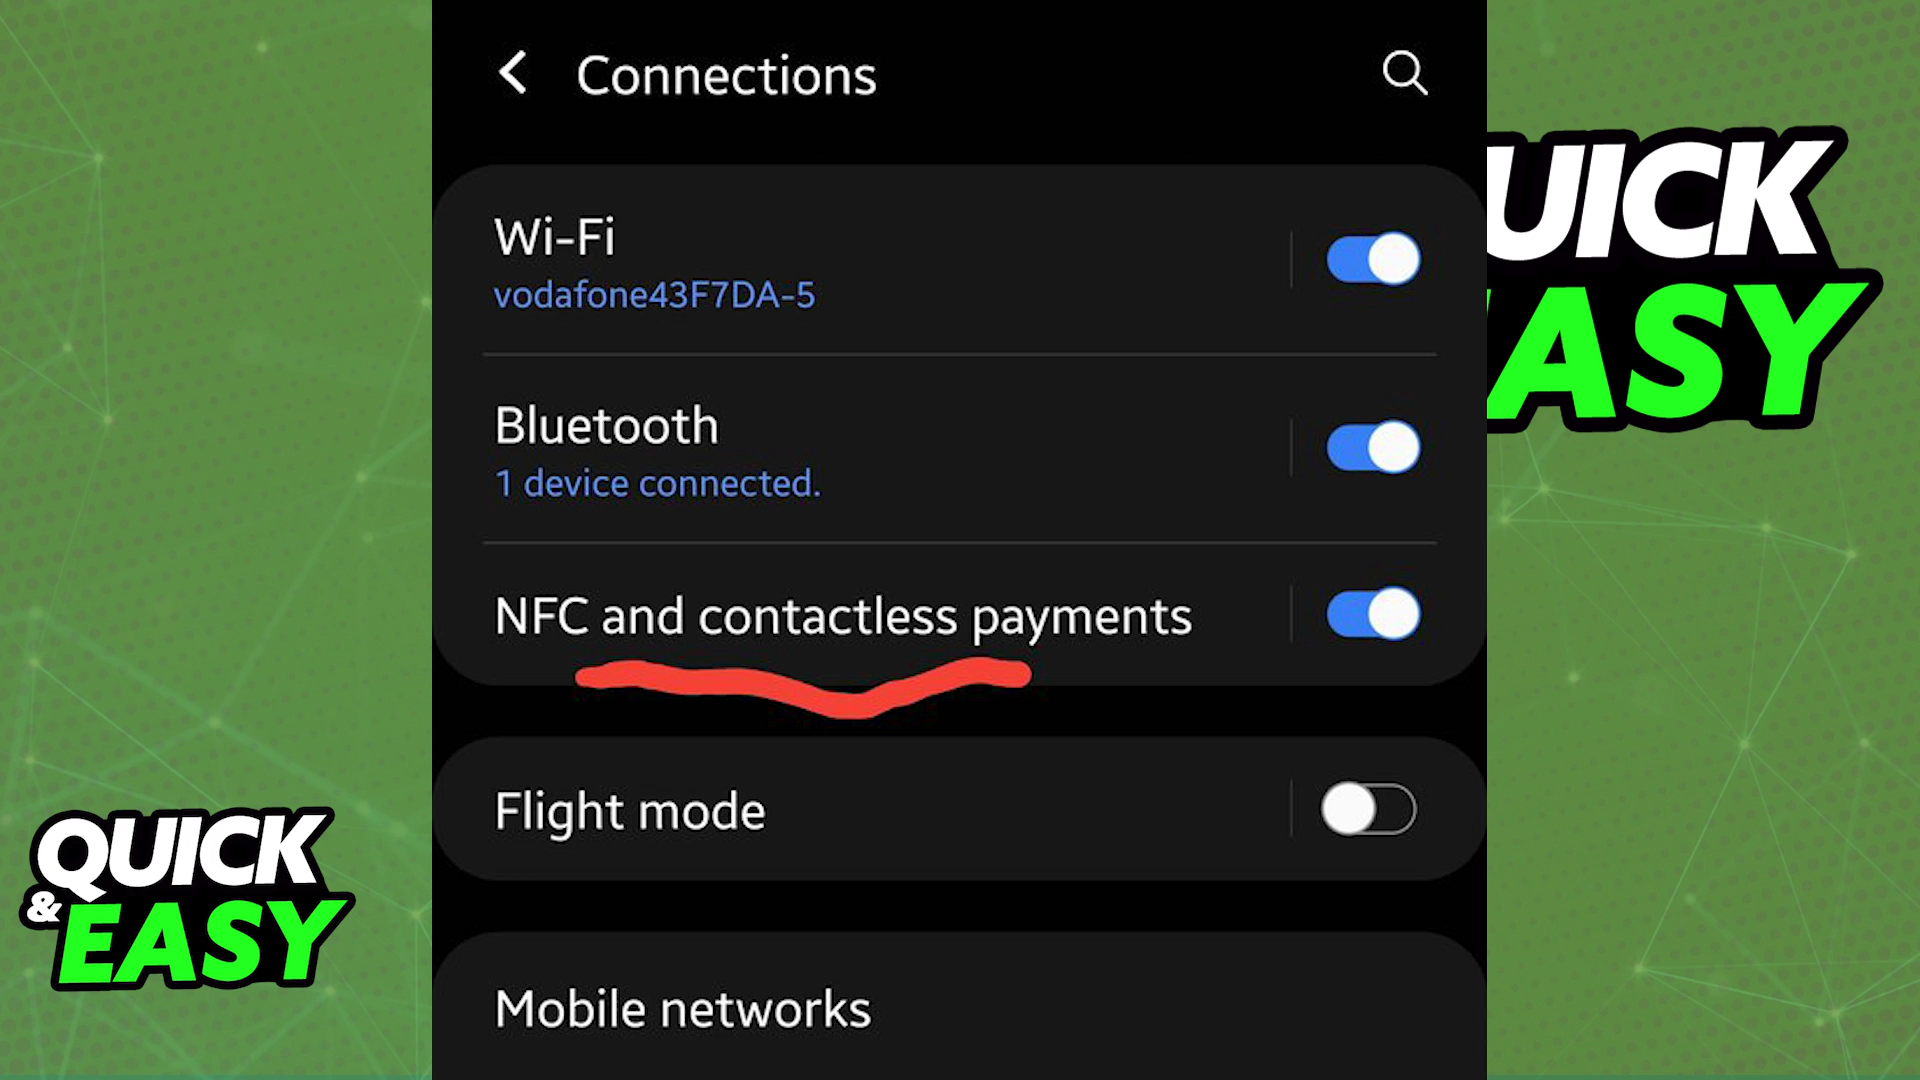 Connections
Wi-Fi
vodafone43F7DA-5
Bluetooth
1 device connected.
NFC and contactless payments
Flight mode
Mobile networks
UICK
ASY
QUICK
& EASY